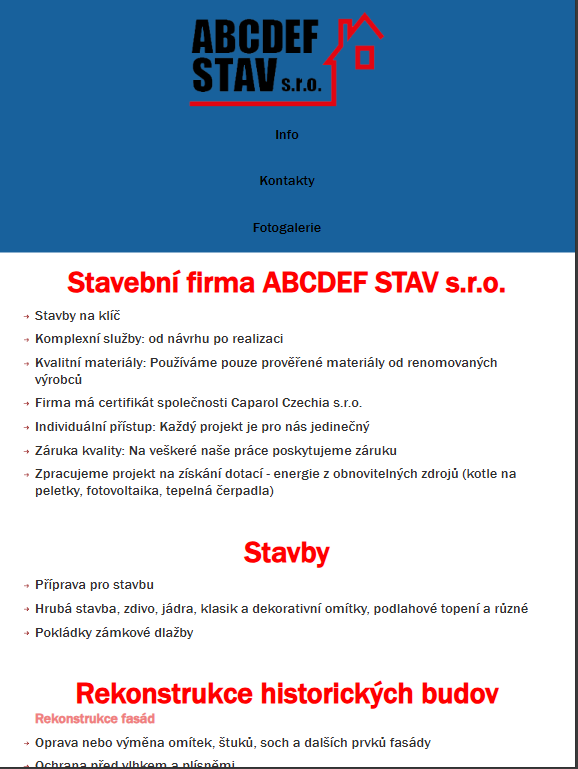 ABCDEF
STAV s.r.o.
Info
Kontakty
Fotogalerie
Stavební firma ABCDEF STAV s.r.o.
Stavby na klíč
Komplexní služby: od návrhu po realizaci
Kvalitní materiály: Používáme pouze prověřené materiály od renomovaných
výrobců
Firma má certifikát společnosti Caparol Czechia s.r.o.
Individuální přístup: Každý projekt je pro nás jedinečný
Záruka kvality: Na veškeré naše práce poskytujeme záruku
Zpracujeme projekt na získání dotací - energie z obnovitelných zdrojů (kotle na
peletky, fotovoltaika, tepelná čerpadla)
Stavby
Příprava pro stavbu
Hrubá stavba, zdivo, jádra, klasik a dekorativní omítky, podlahové topení a různé
Pokládky zámkové dlažby
Rekonstrukce historických budov
Rekonstrukce fasád
Oprava nebo výměna omítek, štuků, soch a dalších prvků fasády
Ochrana před vlhkem a plísněmi